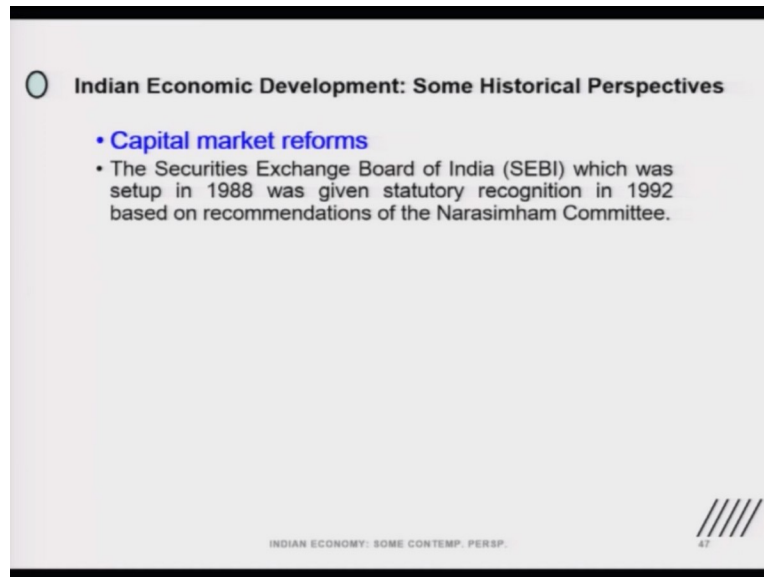 Indian Economic Development: Some Historical Perspectives
• Capital market reforms
• The Securities Exchange Board of India (SEBI) which was
setup in 1988 was given statutory recognition in 1992
based on recommendations of the Narasimham Committee.
INDIAN ECONOMY: SOME CONTEMP. PERSP.
47